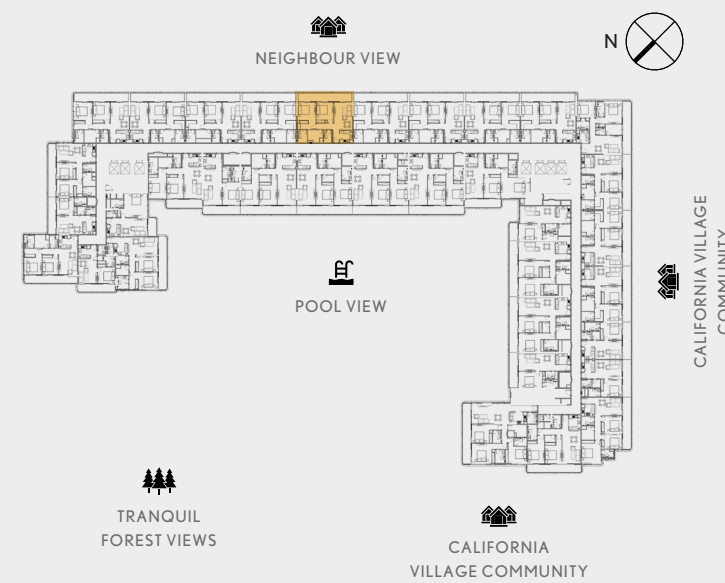 NEIGHBOUR VIEW
N
CALIFORNIA VILLAGE
COMMUNITY
POOL VIEW
TRANQUIL
FOREST VIEWS
CALIFORNIA
VILLAGE COMMUNITY